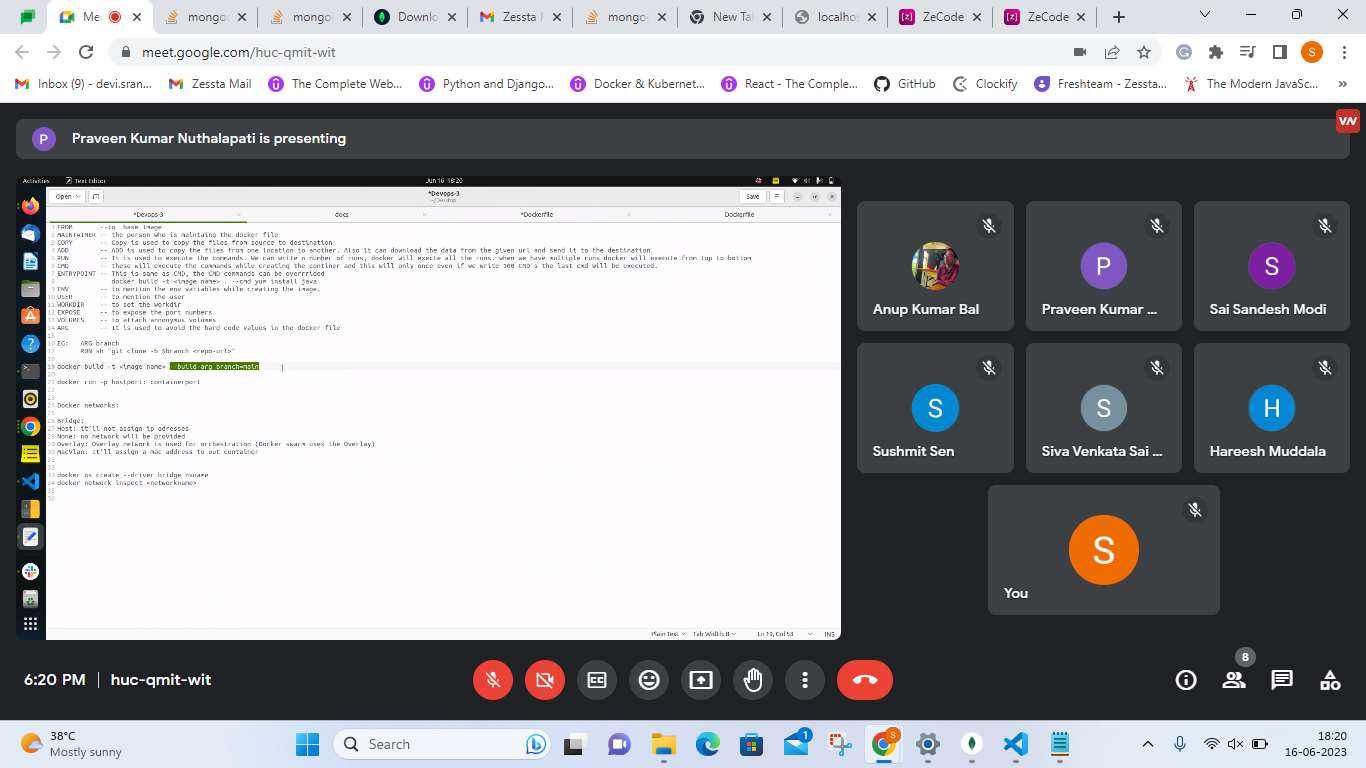 Me
mongo
mongo
Downlo
Zessta
mongo
New Tal
localho
ZeCode
ZeCode
meet.google.com/huc-qmit-wit
S
Inbox (9) - devi.sran...
Zessta Mail
The Complete Web...
Python and Django...
Docker & Kubernet...
React - The Comple...
GitHub
Clockify
Freshteam - Zessta...
The Modern JavaSc...
»
P
Praveen Kumar Nuthalapati is presenting
Activities
Text Editor
Jun 16 18:20
Open
*Devops-3
~/Desktop
Save
*Devops-3
docs
*Dockerfile
Dockerfile
1 FROM --to base image
2 MAINTAINER -- the person who is maintaing the docker file
3 COPY -- Copy is used to copy the files from source to destination
4 ADD -- ADD is used to copy the files from one location to another. Also it can download the data from the given url and send it to the destination
5 RUN -- It is used to execute the commands. We can write n number of runs, docker will execte all the runs. when we have multiple runs docker will execute from top to bottom
6 CMD -- these will execute the commands while creating the continer and this will only once even if we write 100 CMD's the last cmd will be executed.
7 ENTRYPOINT -- This is same as CMD, the CMD commands can be overrrided
8 docker build -t <image name> . --cmd yum install java
9 ENV -- to mention the env variables while creating the image.
10 USER -- to mention the user
11 WORKDIR -- to set the workdir
12 EXPOSE -- to expose the port numbers
13 VOLUMES -- to attach annonymus volumes
14 ARG -- It is used to avoid the hard code values in the docker file
15
16 EG: ARG branch
17 RUN sh "git clone -b $branch <repo-url>"
18
19 docker build -t <image name> --build-arg branch=main
20
21 docker run -p hostport: containerport
22
23
24 Docker networks:
25
26 Bridge:
27 Host: it'll not assign ip adresses
28 None: no network will be provided
29 Overlay: Overlay network is used for orchestration (Docker swarm uses the Overlay)
30 MacVlan: it'll assign a mac address to out container
31
32
33 docker ns create --driver bridge nsname
34 docker network inspect <networkname>
35
36
Plain Text
Tab Width: 8
Ln 19, Col 53
INS
Anup Kumar Bal
P
Praveen Kumar ...
S
Sai Sandesh Modi
S
Sushmit Sen
S
Siva Venkata Sai ...
H
Hareesh Muddala
S
You
6:20 PM | huc-qmit-wit
8
38°C
Mostly sunny
Search
1
S
18:20
16-06-2023